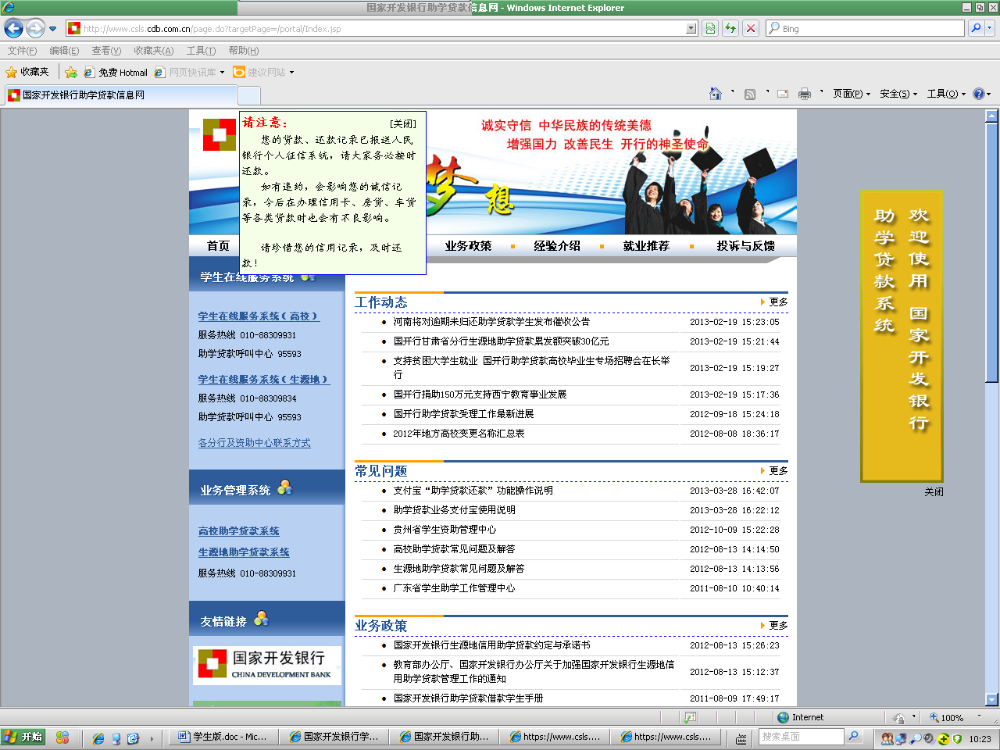 国家开发银行助学贷款信息网 - Windows Internet Explorer
http://www.csls.cdb.com.cn/page.do?targetPage=/portal/Index.jsp
Bing
文件(F) 编辑(E) 查看(V) 收藏夹(A) 工具(T) 帮助(H)
收藏夹 免费 Hotmail 网页快讯库 建议网站
国家开发银行助学贷款信息网
页面(P) 安全(S) 工具(O)
请注意：
[关闭]
您的贷款、还款记录已报送人民
银行个人征信系统，请大家务必按时
还款。
如有违约，会影响您的诚信记
录，今后在办理信用卡、房贷、车贷
等各类贷款时也会有不良影响。
请珍惜您的信用记录，及时还
款！
诚实守信 中华民族的传统美德
增强国力 改善民生 开行的神圣使命
梦想
首页 业务政策 经验介绍 就业推荐 投诉与反馈
学生在线服务系统
学生在线服务系统（高校）
服务热线 010-88309931
助学贷款呼叫中心 95593
学生在线服务系统（生源地）
服务热线 010-88309834
助学贷款呼叫中心 95593
各分行及资助中心联系方式
业务管理系统
高校助学贷款系统
生源地助学贷款系统
服务热线 010-88309931
友情链接
国家开发银行
CHINA DEVELOPMENT BANK
工作动态 更多
河南将对逾期未归还助学贷款学生发布催收公告 2013-02-19 15:23:05
国开行甘肃省分行生源地助学贷款累发额突破30亿元 2013-02-19 15:21:44
支持贫困大学生就业 国开行助学贷款高校毕业生专场招聘会在长举
行 2013-02-19 15:19:27
国开行捐助150万元支持西宁教育事业发展 2013-02-19 15:17:36
国开行助学贷款受理工作最新进展 2012-09-18 15:24:18
2012年地方高校变更名称汇总表 2012-08-08 18:36:17
常见问题 更多
支付宝“助学贷款还款”功能操作说明 2013-03-28 16:42:07
助学贷款业务支付宝使用说明 2013-03-28 16:22:12
贵州省学生资助管理中心 2012-10-09 15:22:28
高校助学贷款常见问题及解答 2012-08-13 14:14:50
生源地助学贷款常见问题及解答 2012-08-13 14:13:56
广东省学生助学工作管理中心 2011-08-10 10:40:14
业务政策 更多
国家开发银行生源地信用助学贷款约定与承诺书 2012-08-13 15:26:23
教育部办公厅、国家开发银行办公厅关于加强国家开发银行生源地信
用助学贷款管理工作的通知 2012-08-13 15:12:37
国家开发银行助学贷款借款学生手册 2011-08-09 17:49:17
欢迎使用 国家开发银行
助学贷款系统
关闭
Internet 100%
开始 学生版.doc - Mic... 国家开发银行学... 国家开发银行助... https://www.csls.... https://www.csls.... 搜索桌面 10:23